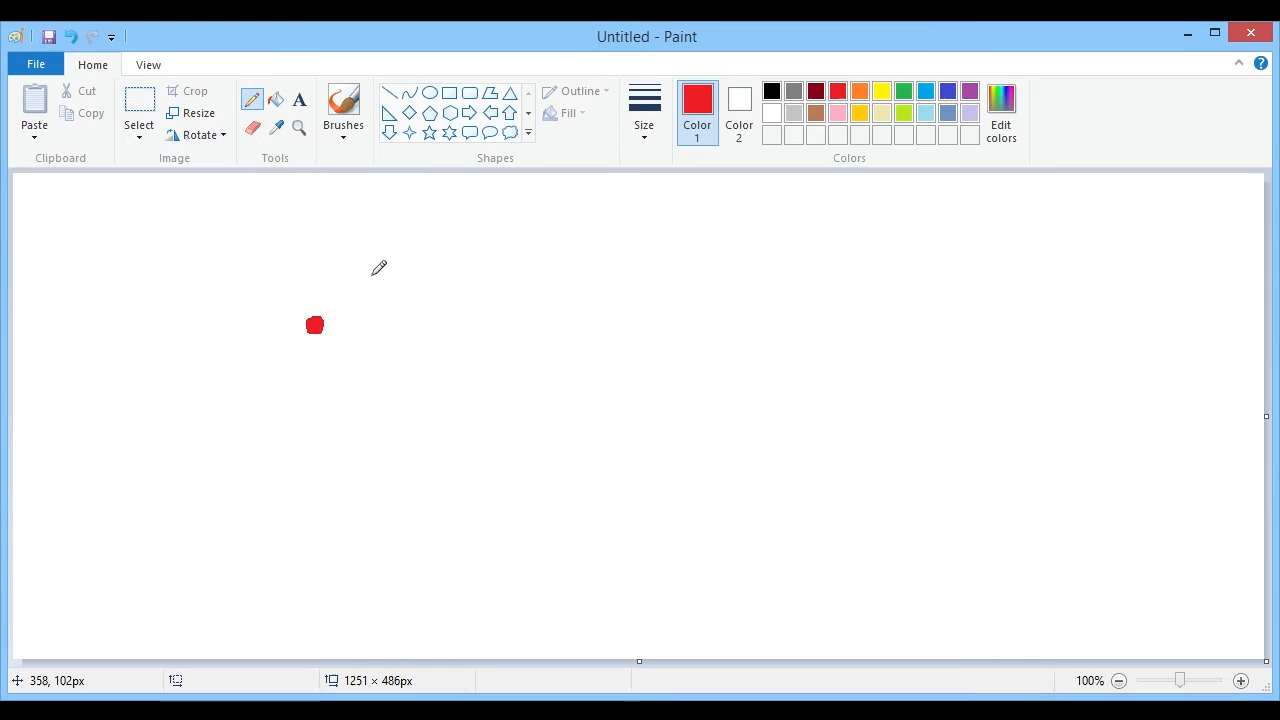 Untitled - Paint
File Home View
Paste
Cut
Copy
Clipboard
Select
Crop
Resize
Rotate
Image
A
Tools
Brushes
Shapes
Outline
Fill
Size
Color
1
Color
2
Colors
Edit
colors
?
358, 102px
1251 × 486px
100%